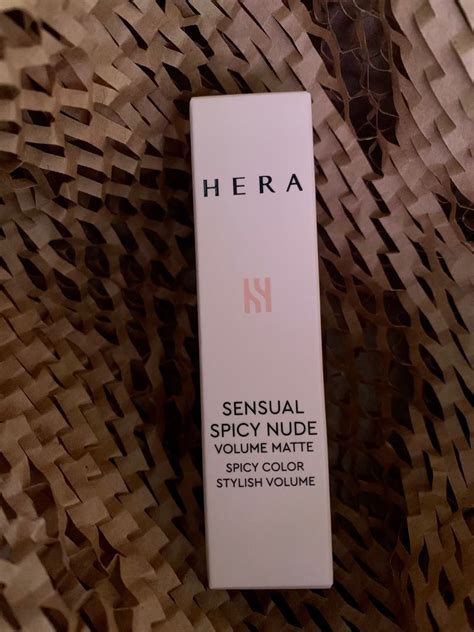 HERA
SENSUAL
SPICY NUDE
VOLUME MATTE
SPICY COLOR
STYLISH VOLUME